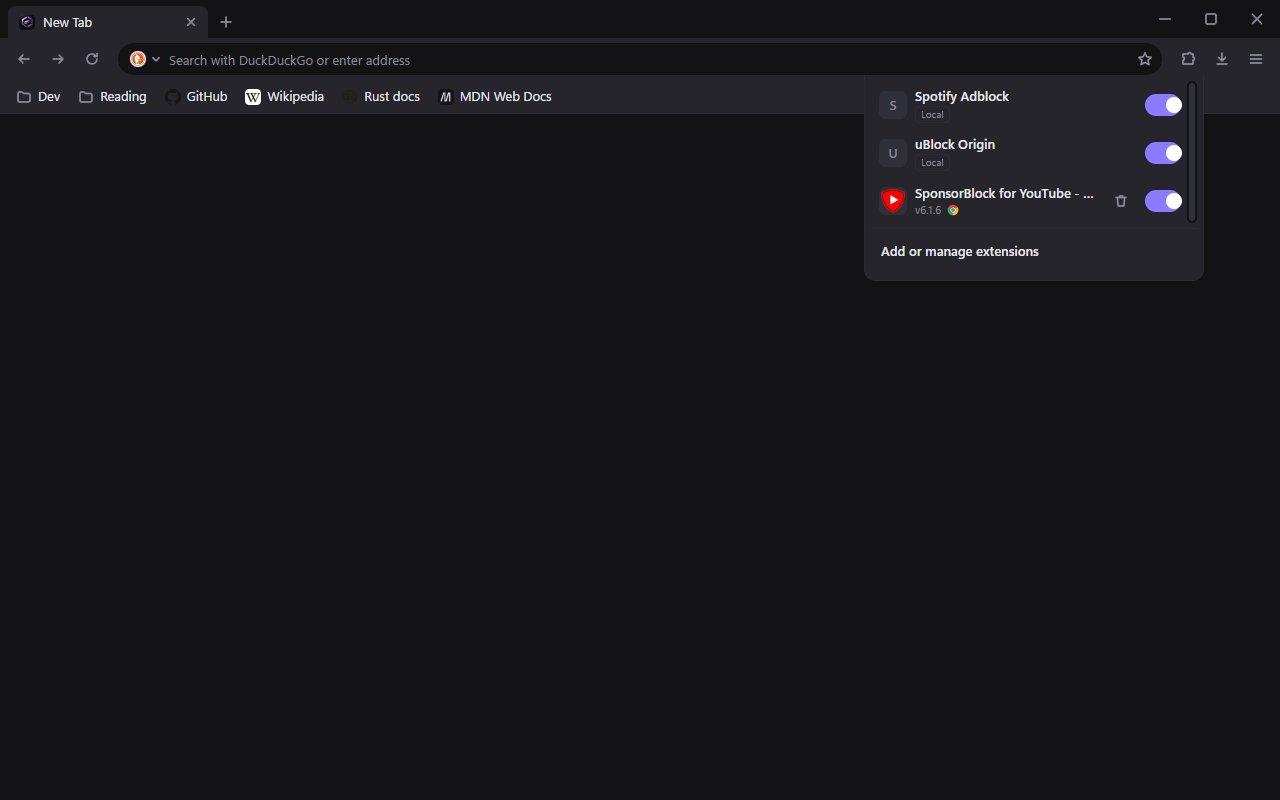 New Tab
Search with DuckDuckGo or enter address
Dev Reading GitHub Wikipedia Rust docs MDN Web Docs
S Spotify Adblock
Local
U uBlock Origin
Local
SponsorBlock for YouTube - ...
v6.1.6
Add or manage extensions